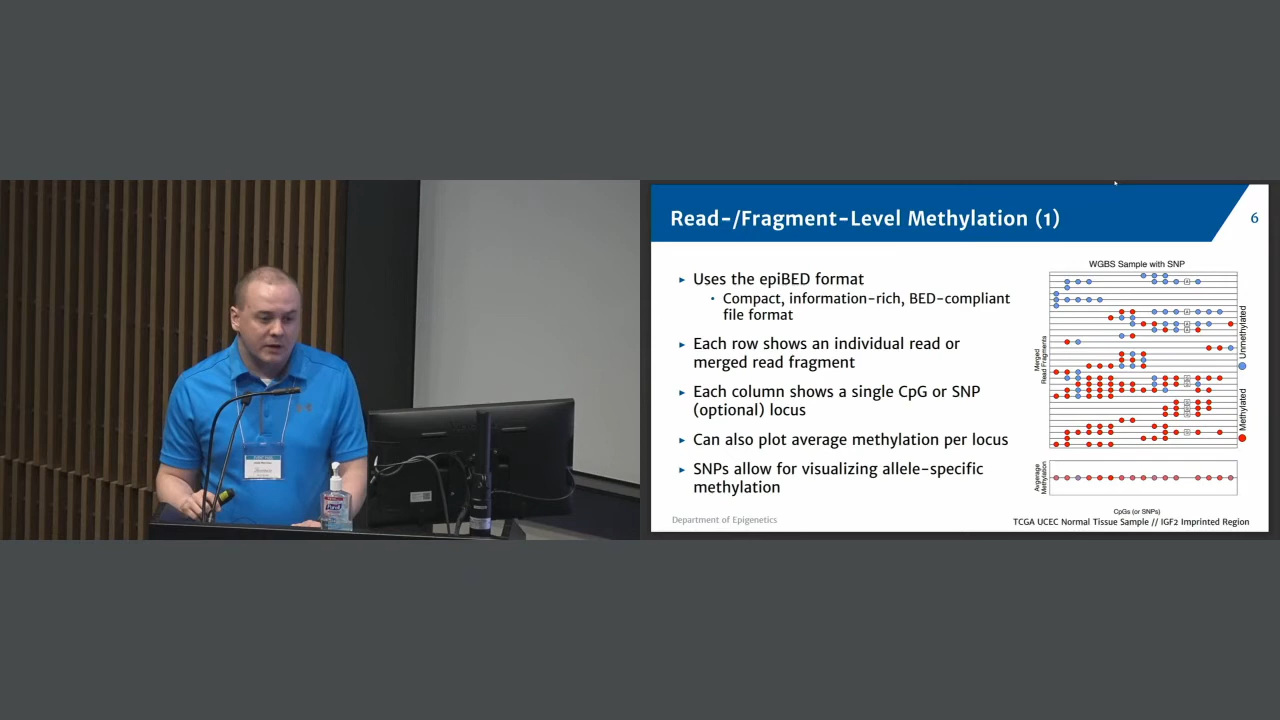 Read-/Fragment-Level Methylation (1)
6
▸ Uses the epiBED format
• Compact, information-rich, BED-compliant
file format
▸ Each row shows an individual read or
merged read fragment
▸ Each column shows a single CpG or SNP
(optional) locus
▸ Can also plot average methylation per locus
▸ SNPs allow for visualizing allele-specific
methylation
WGBS Sample with SNP
Merged
Read Fragments
Unmethylated
Methylated
Average
Methylation
CpGs (or SNPs)
Department of Epigenetics
TCGA UCEC Normal Tissue Sample // IGF2 Imprinted Region